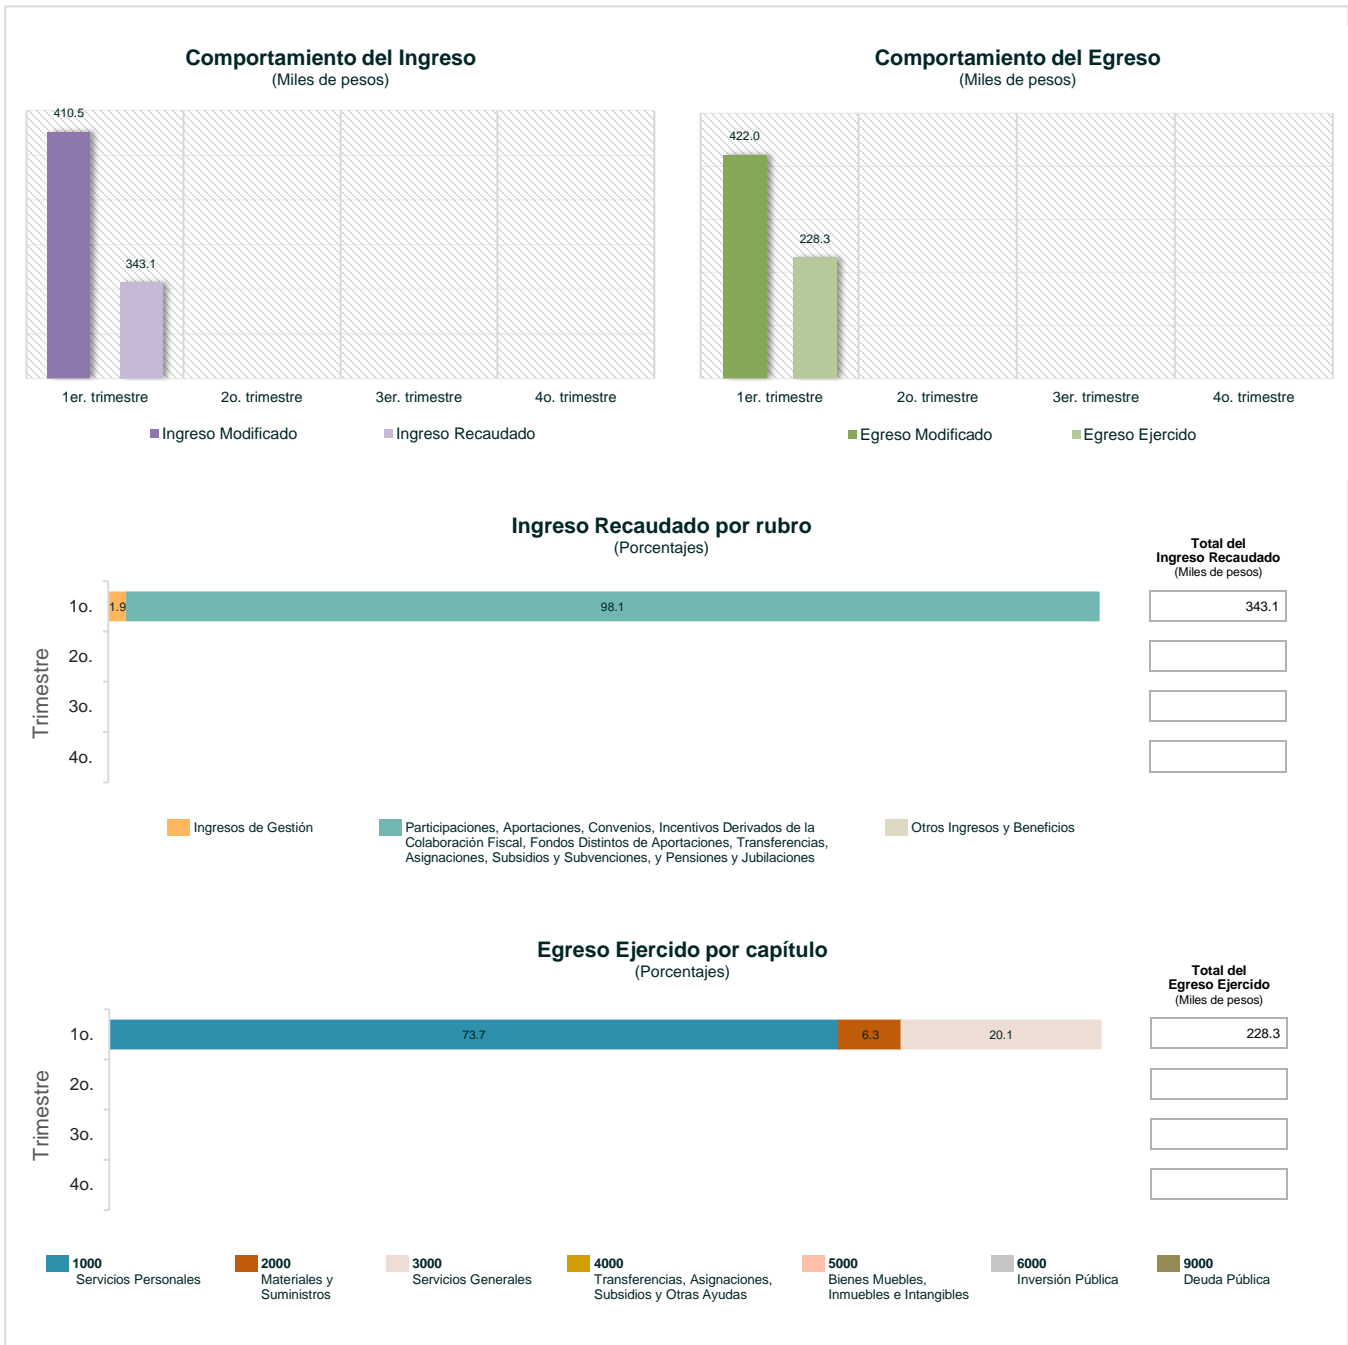 Comportamiento del Ingreso
(Miles de pesos)
410.5
343.1
1er. trimestre
2o. trimestre
3er. trimestre
4o. trimestre
Ingreso Modificado
Ingreso Recaudado
Comportamiento del Egreso
(Miles de pesos)
422.0
228.3
1er. trimestre
2o. trimestre
3er. trimestre
4o. trimestre
Egreso Modificado
Egreso Ejercido
Ingreso Recaudado por rubro
(Porcentajes)
Total del
Ingreso Recaudado
(Miles de pesos)
Trimestre
1o.
1.9
98.1
343.1
2o.
3o.
4o.
Ingresos de Gestión
Participaciones, Aportaciones, Convenios, Incentivos Derivados de la
Colaboración Fiscal, Fondos Distintos de Aportaciones, Transferencias,
Asignaciones, Subsidios y Subvenciones, y Pensiones y Jubilaciones
Otros Ingresos y Beneficios
Egreso Ejercido por capítulo
(Porcentajes)
Total del
Egreso Ejercido
(Miles de pesos)
Trimestre
1o.
73.7
6.3
20.1
228.3
2o.
3o.
4o.
1000
Servicios Personales
2000
Materiales y
Suministros
3000
Servicios Generales
4000
Transferencias, Asignaciones,
Subsidios y Otras Ayudas
5000
Bienes Muebles,
Inmuebles e Intangibles
6000
Inversión Pública
9000
Deuda Pública